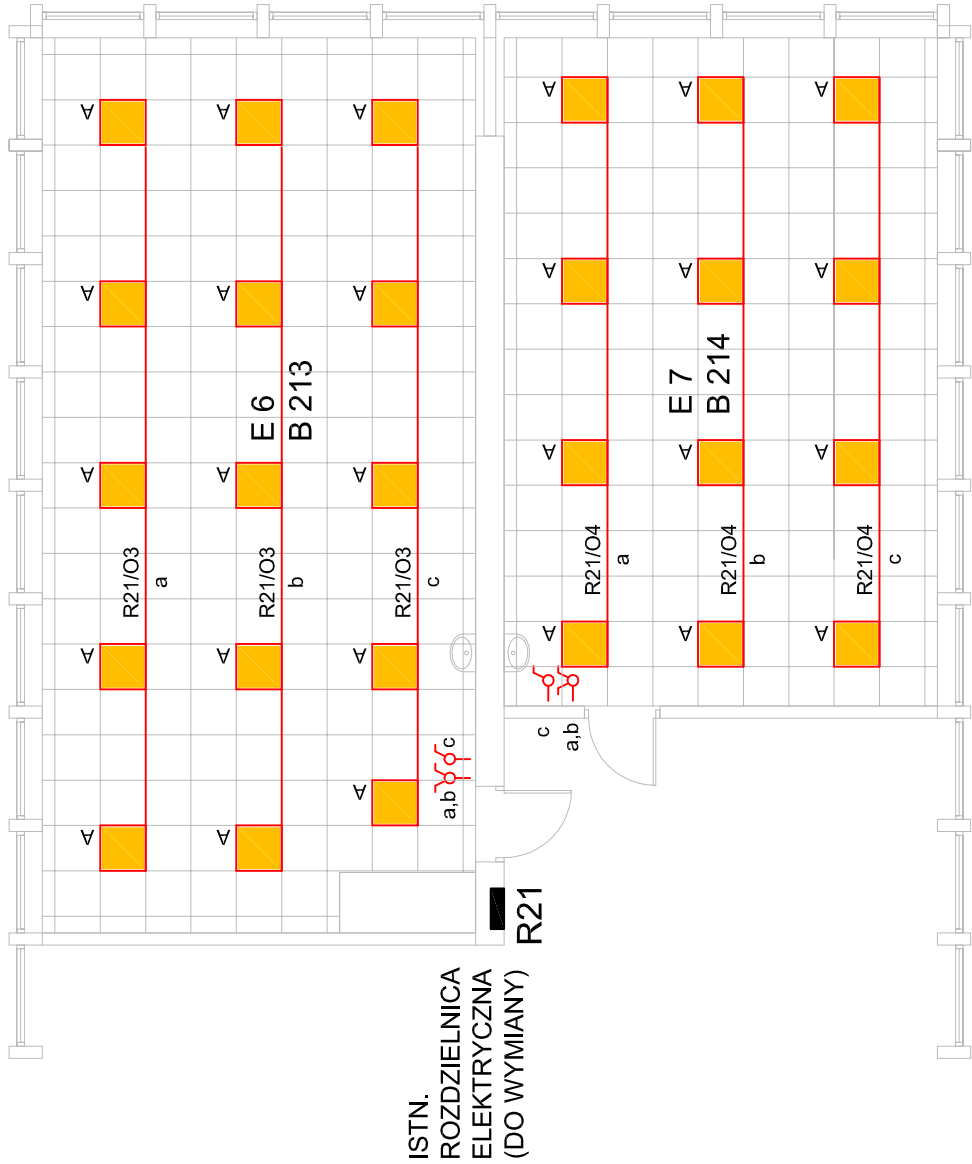 A
A
A
A
A
R21/O3
a
A
A
A
A
A
R21/O3
b
E 6
B 213
A
A
A
A
A
R21/O3
c
a,b
c
A
A
A
A
R21/O4
a
A
A
A
A
R21/O4
b
E 7
B 214
A
A
A
A
R21/O4
c
c
a,b
R21
ISTN.
ROZDZIELNICA
ELEKTRYCZNA
(DO WYMIANY)